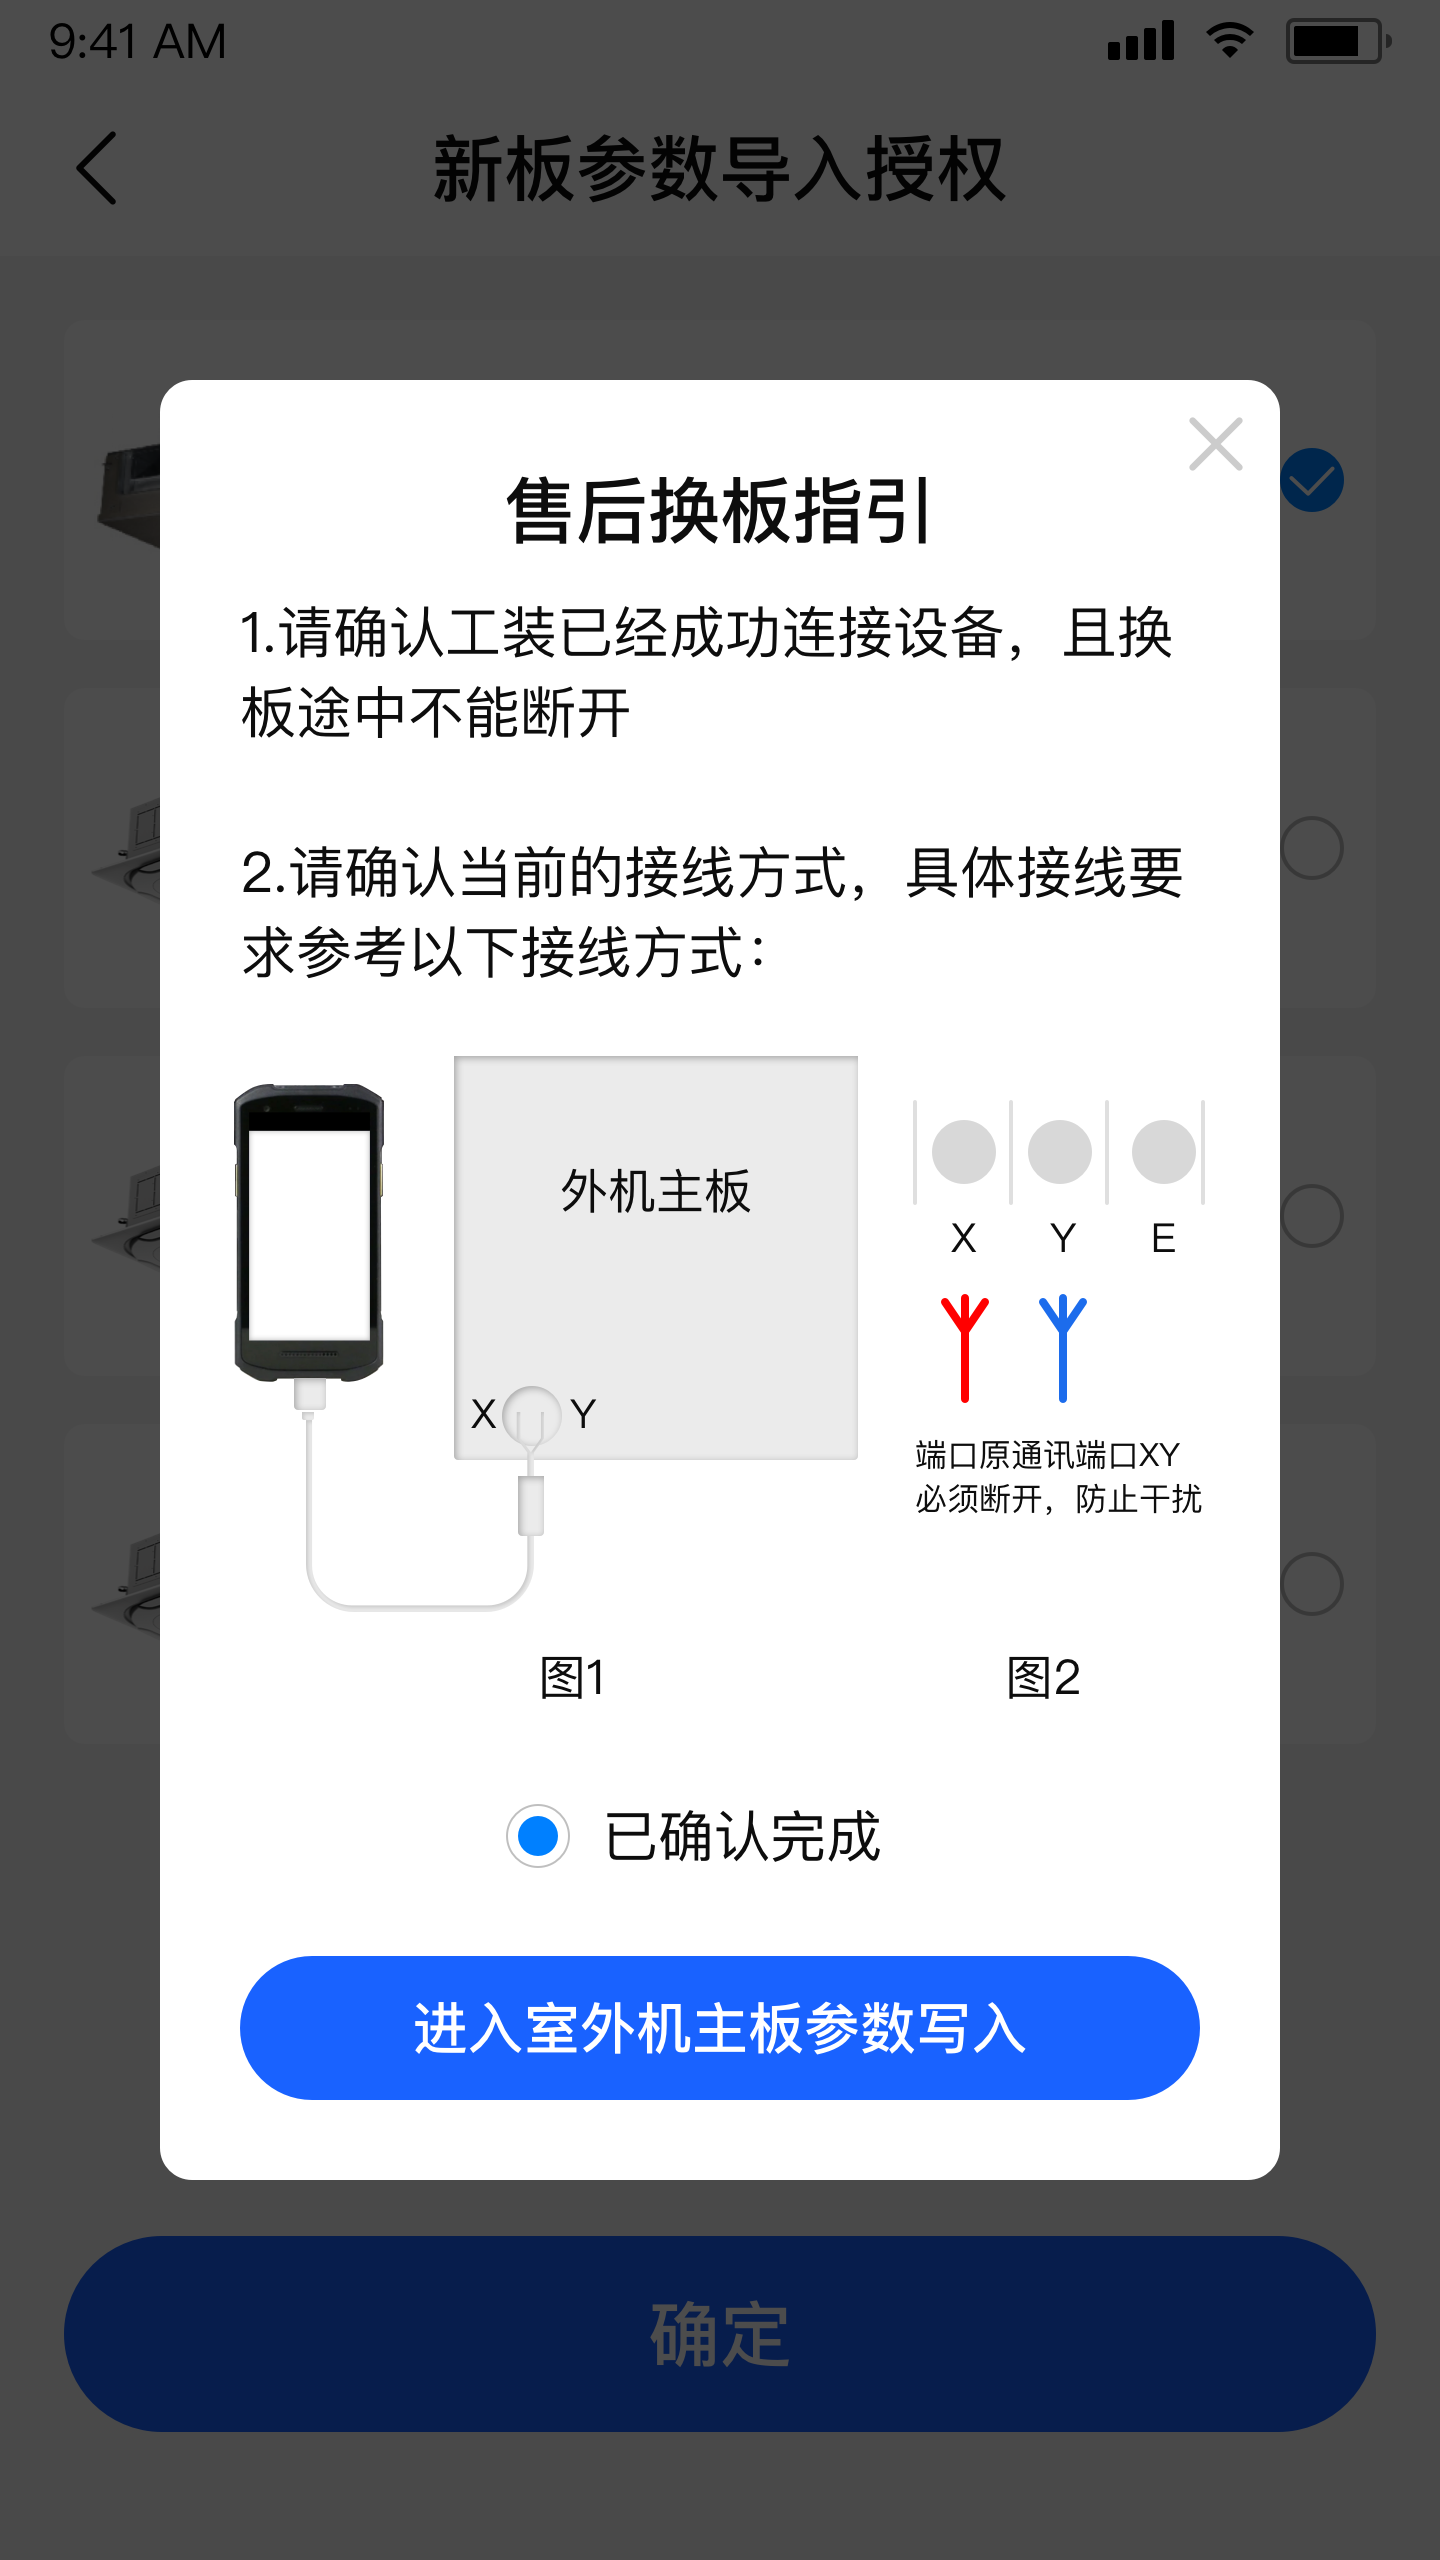 9:41 AM
新板参数导入授权
售后换板指引
1.请确认工装已经成功连接设备，且换
板途中不能断开
2.请确认当前的接线方式，具体接线要
求参考以下接线方式：
外机主板
X Y E
X Y
端口原通讯端口XY
必须断开，防止干扰
图1 图2
已确认完成
进入室外机主板参数写入
确定